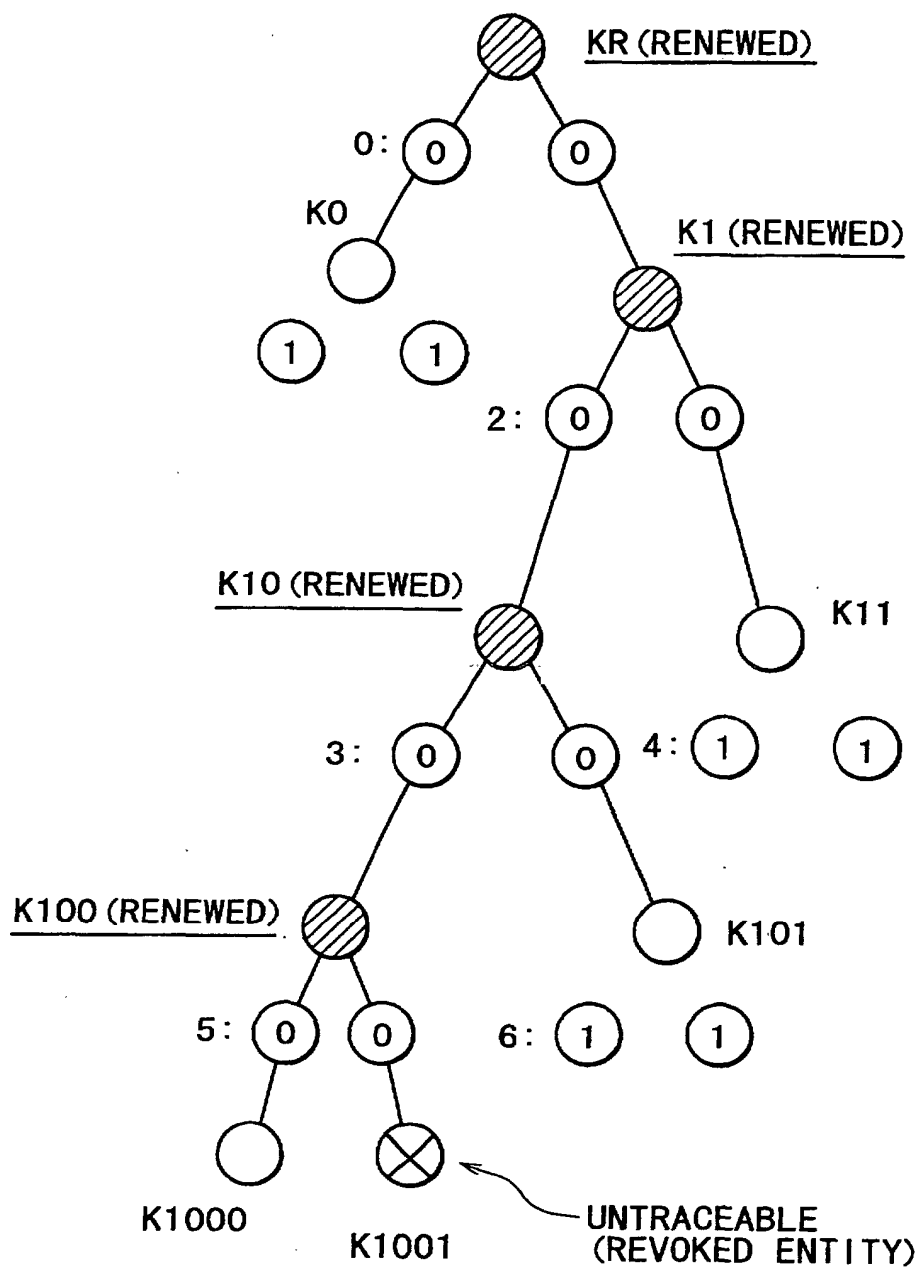 KR (RENEWED)
0: 0 0
K0
K1 (RENEWED)
1 1
2: 0 0
K10 (RENEWED)
K11
3: 0 0
4: 1 1
K100 (RENEWED)
K101
5: 0 0
6: 1 1
K1000
K1001
UNTRACEABLE
(REVOKED ENTITY)